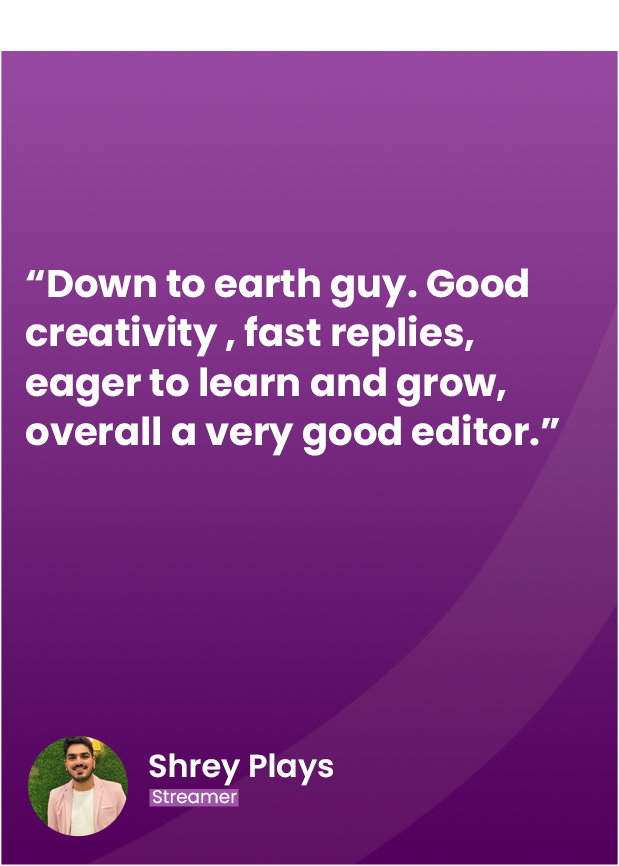 “Down to earth guy. Good
creativity , fast replies,
eager to learn and grow,
overall a very good editor.”
Shrey Plays
Streamer